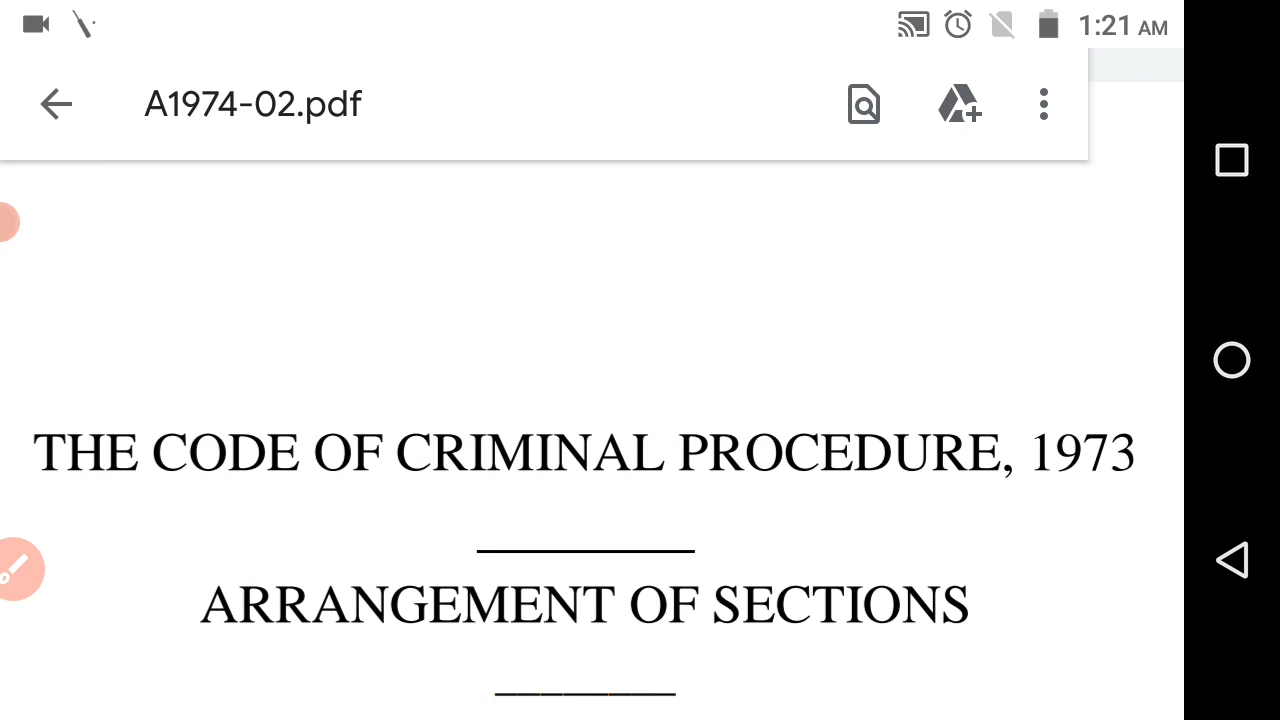 1:21 AM
A1974-02.pdf
THE CODE OF CRIMINAL PROCEDURE, 1973
ARRANGEMENT OF SECTIONS